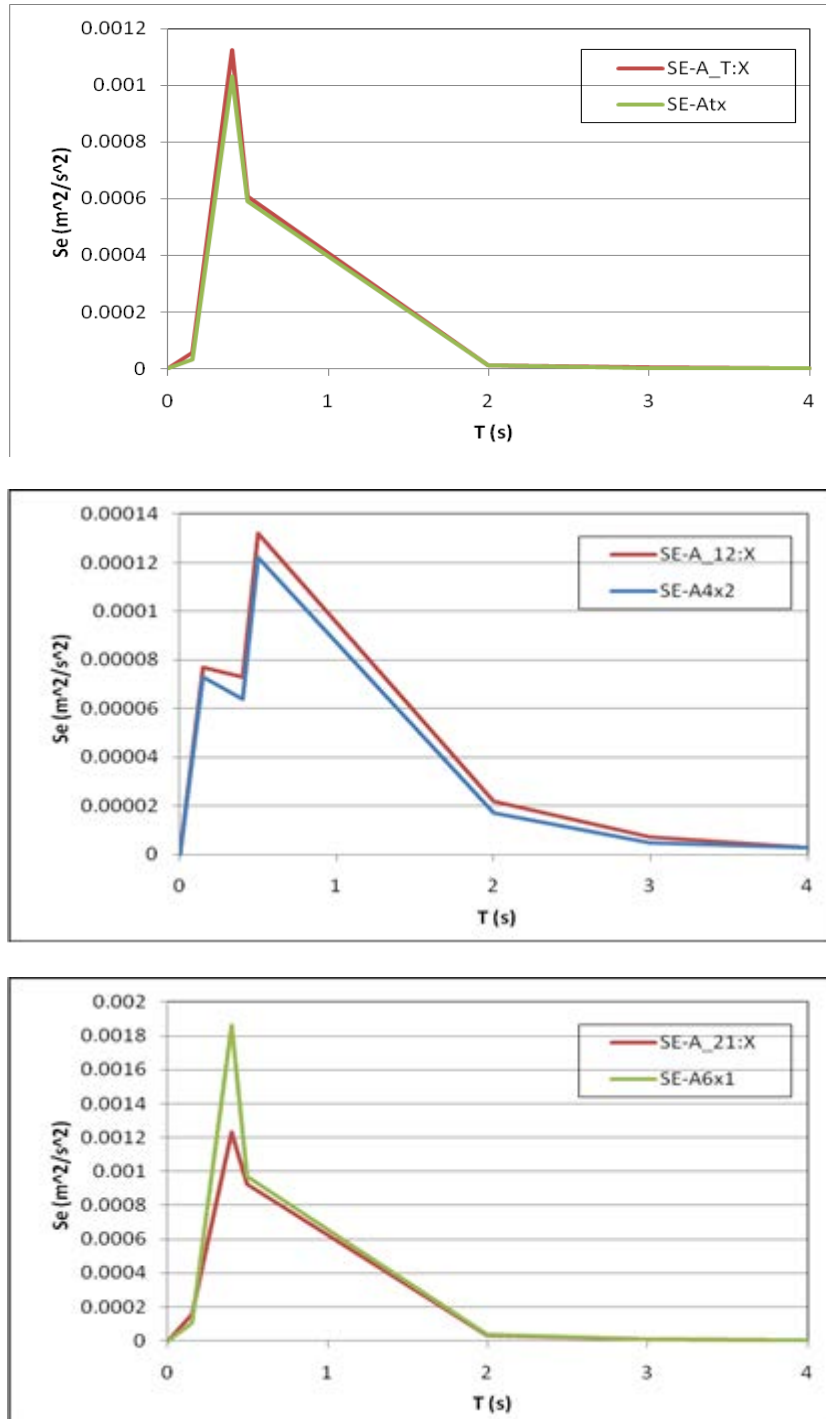 0.0012
0.001
0.0008
0.0006
0.0004
0.0002
0
Se (m^2/s^2)
SE-A_T:X
SE-Atx
0 1 2 3 4
T (s)
0.00014
0.00012
0.0001
0.00008
0.00006
0.00004
0.00002
0
Se (m^2/s^2)
SE-A_12:X
SE-A4x2
0 1 2 3 4
T (s)
0.002
0.0018
0.0016
0.0014
0.0012
0.001
0.0008
0.0006
0.0004
0.0002
0
Se (m^2/s^2)
SE-A_21:X
SE-A6x1
0 1 2 3 4
T (s)